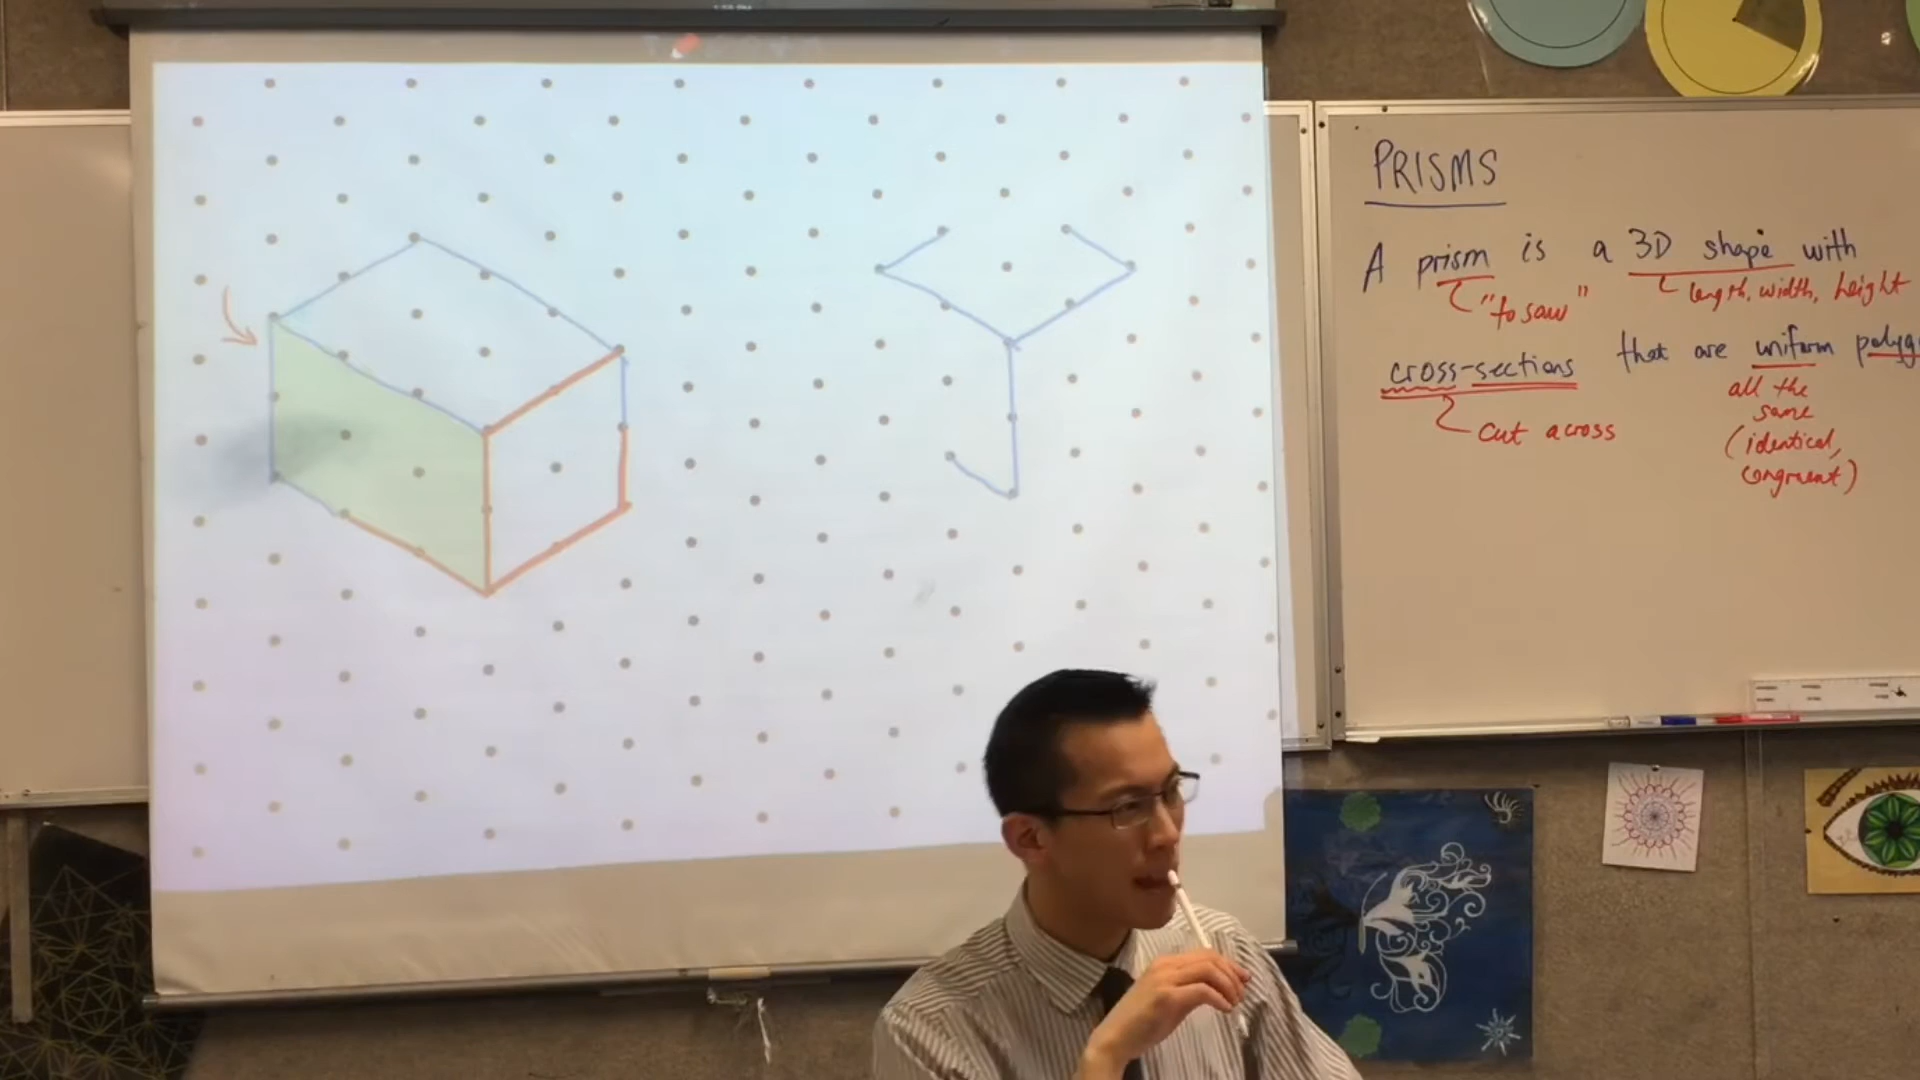 PRISMS
A prism is a 3D shape with
"to saw"
length, width, height
cross-sections that are uniform
cut across
all the
same
(identical,
congruent)